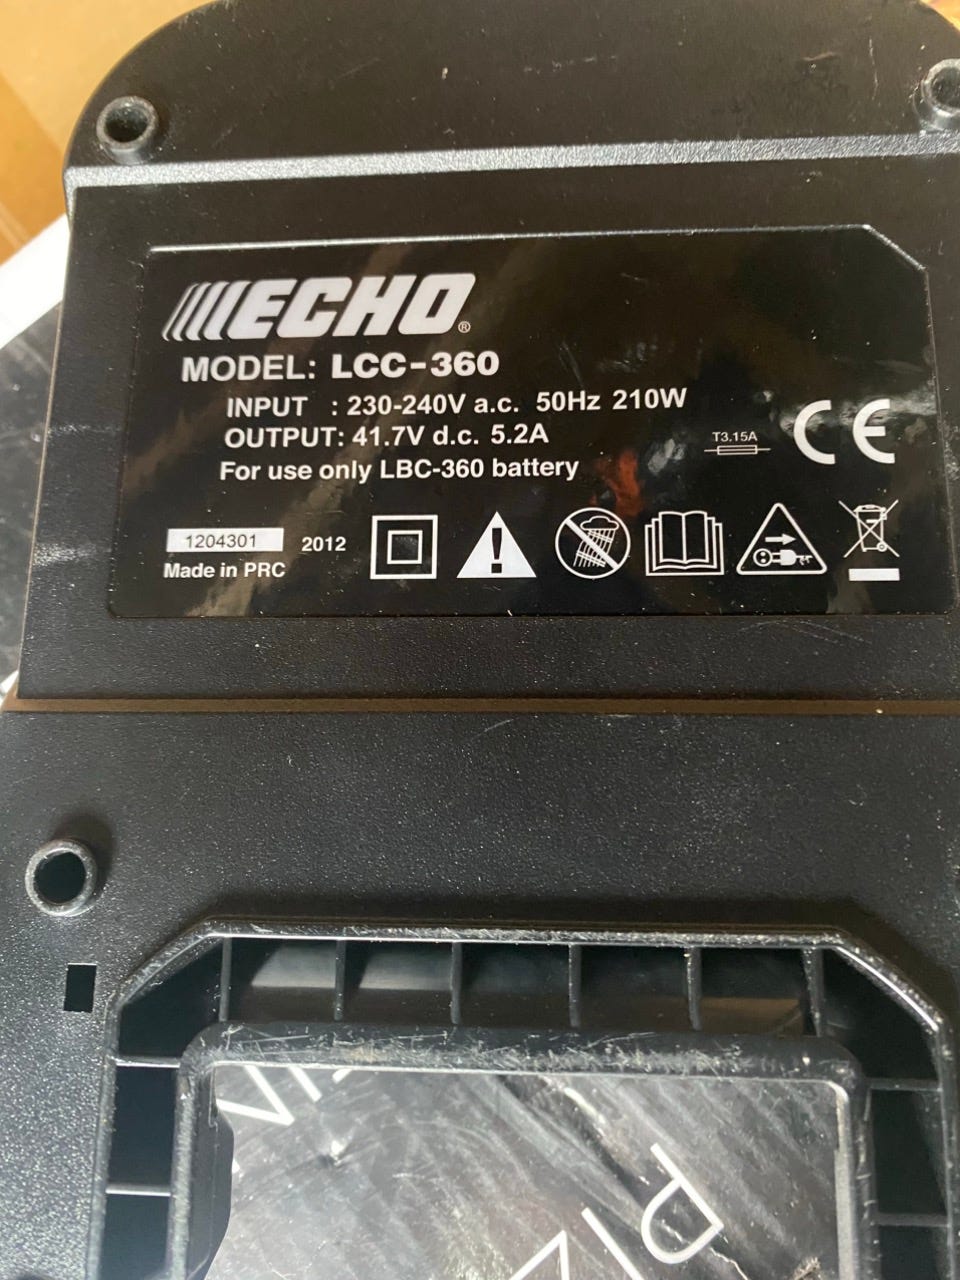 ECHO®
MODEL: LCC-360
INPUT : 230-240V a.c. 50Hz 210W
OUTPUT: 41.7V d.c. 5.2A
For use only LBC-360 battery
T3.15A
CE
1204301 2012
Made in PRC